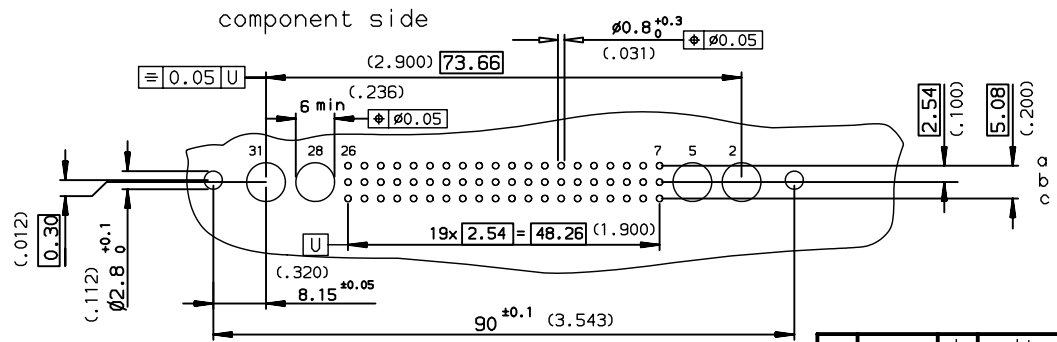 component side
Ø0.8 +0.3 0
(.031)
⌖ Ø0.05
(2.900) 73.66
⌯ 0.05 U
(.236)
6 min
⌖ Ø0.05
2.54
(.100)
5.08
(.200)
31 28 26 7 5 2
a
b
c
(.012)
0.30
(.112)
Ø2.8 +0.1 0
U
19x 2.54 = 48.26 (1.900)
(.320)
8.15 ±0.05
90 ±0.1 (3.543)